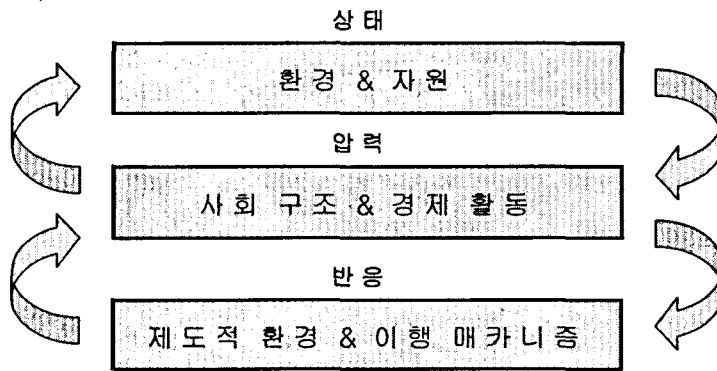 상태
환경 & 자원
압력
사회 구조 & 경제 활동
반응
제도적 환경 & 이행 매카니즘